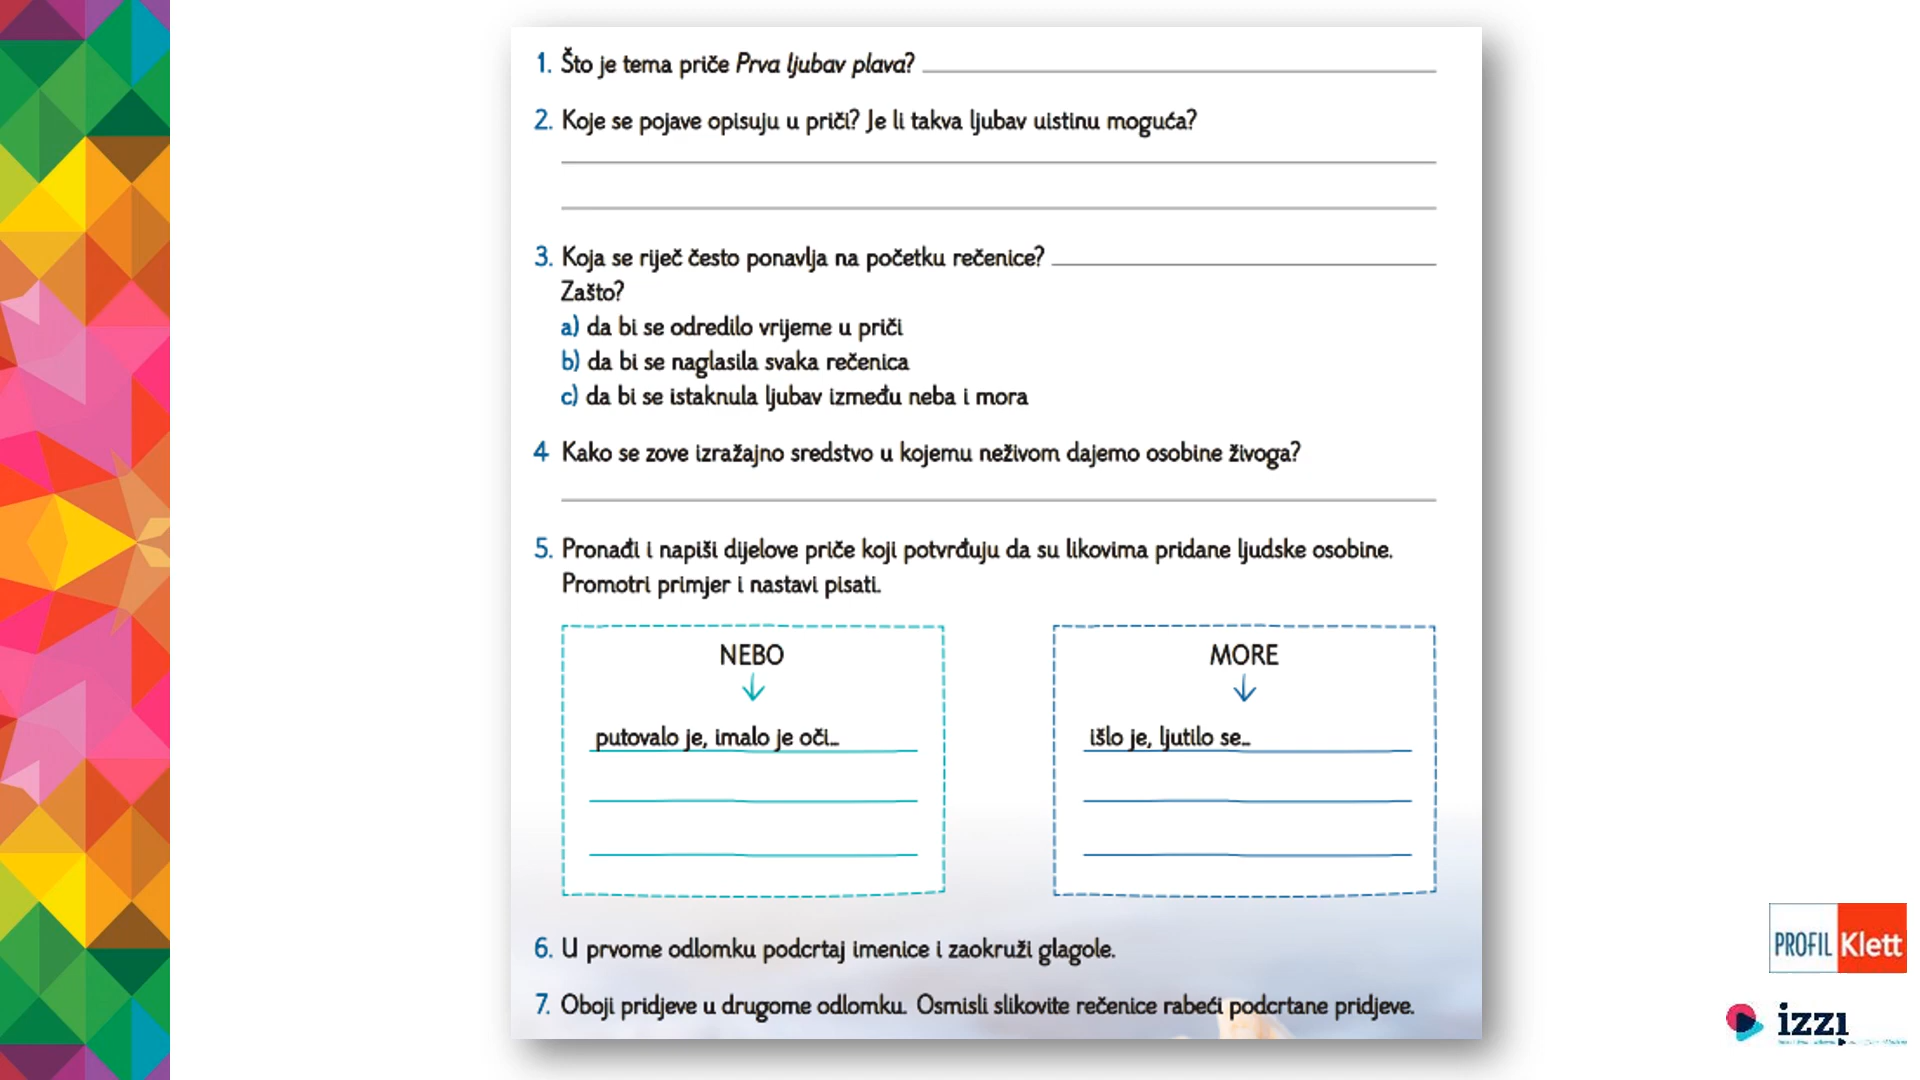 1. Što je tema priče Prva ljubav plava?
2. Koje se pojave opisuju u priči? Je li takva ljubav uistinu moguća?
3. Koja se riječ često ponavlja na početku rečenice?
Zašto?
a) da bi se odredilo vrijeme u priči
b) da bi se naglasila svaka rečenica
c) da bi se istaknula ljubav između neba i mora
4 Kako se zove izražajno sredstvo u kojemu neživom dajemo osobine živoga?
5. Pronađi i napiši dijelove priče koji potvrđuju da su likovima pridane ljudske osobine.
Promotri primjer i nastavi pisati.
NEBO
putovalo je, imalo je oči...
MORE
išlo je, ljutilo se...
6. U prvome odlomku podcrtaj imenice i zaokruži glagole.
7. Oboji pridjeve u drugome odlomku. Osmisli slikovite rečenice rabeći podcrtane pridjeve.
PROFIL Klett
izzi